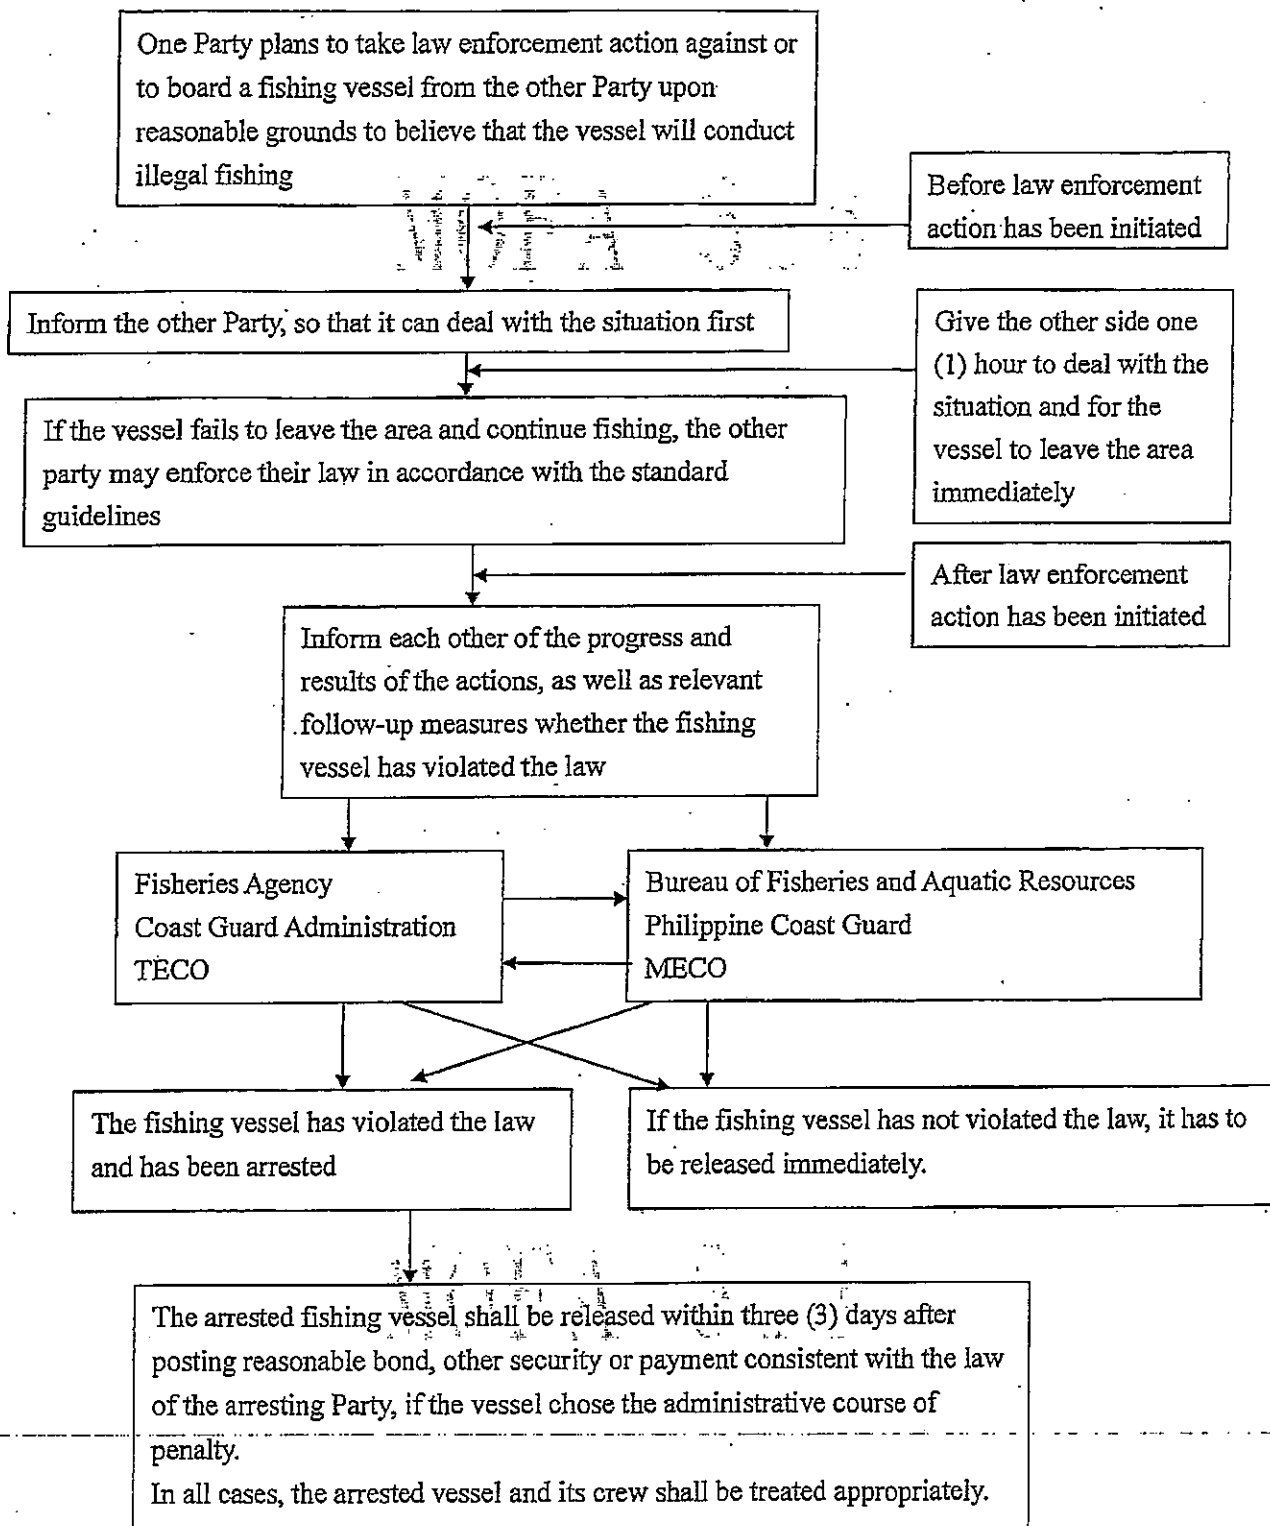 One Party plans to take law enforcement action against or
to board a fishing vessel from the other Party upon
reasonable grounds to believe that the vessel will conduct
illegal fishing
Before law enforcement
action has been initiated
Inform the other Party, so that it can deal with the situation first
Give the other side one
(1) hour to deal with the
situation and for the
vessel to leave the area
immediately
If the vessel fails to leave the area and continue fishing, the other
party may enforce their law in accordance with the standard
guidelines
After law enforcement
action has been initiated
Inform each other of the progress and
results of the actions, as well as relevant
follow-up measures whether the fishing
vessel has violated the law
Fisheries Agency
Coast Guard Administration
TECO
Bureau of Fisheries and Aquatic Resources
Philippine Coast Guard
MECO
The fishing vessel has violated the law
and has been arrested
If the fishing vessel has not violated the law, it has to
be released immediately.
The arrested fishing vessel shall be released within three (3) days after
posting reasonable bond, other security or payment consistent with the law
of the arresting Party, if the vessel chose the administrative course of
penalty.
In all cases, the arrested vessel and its crew shall be treated appropriately.